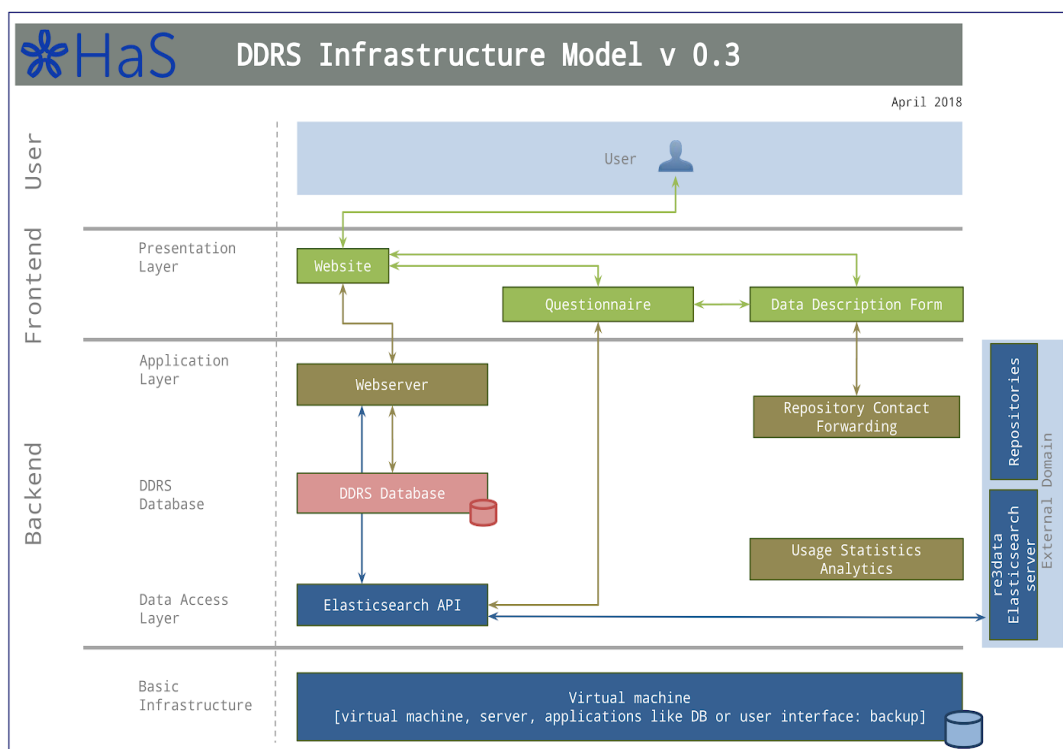 HaS
DDRS Infrastructure Model v 0.3
April 2018
User
User
Frontend
Presentation
Layer
Website
Questionnaire
Data Description Form
Backend
Application
Layer
Webserver
Repository Contact
Forwarding
DDRS
Database
DDRS Database
Usage Statistics
Analytics
Data Access
Layer
Elasticsearch API
Repositories
re3data
Elasticsearch
server
External Domain
Basic
Infrastructure
Virtual machine
[virtual machine, server, applications like DB or user interface: backup]